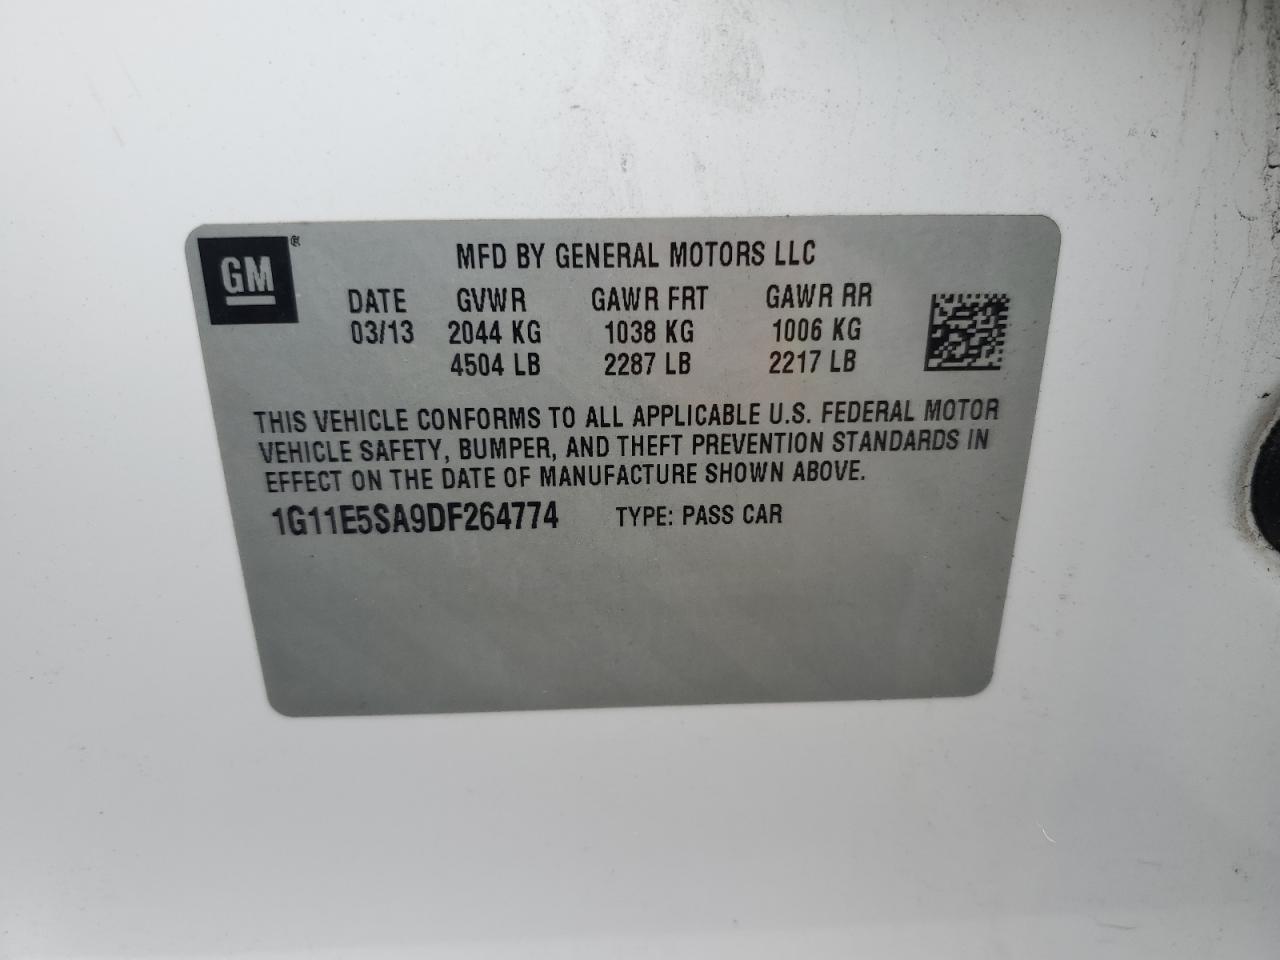 GM ®
MFD BY GENERAL MOTORS LLC
DATE GVWR GAWR FRT GAWR RR
03/13 2044 KG 1038 KG 1006 KG
4504 LB 2287 LB 2217 LB
THIS VEHICLE CONFORMS TO ALL APPLICABLE U.S. FEDERAL MOTOR
VEHICLE SAFETY, BUMPER, AND THEFT PREVENTION STANDARDS IN
EFFECT ON THE DATE OF MANUFACTURE SHOWN ABOVE.
1G11E5SA9DF264774 TYPE: PASS CAR